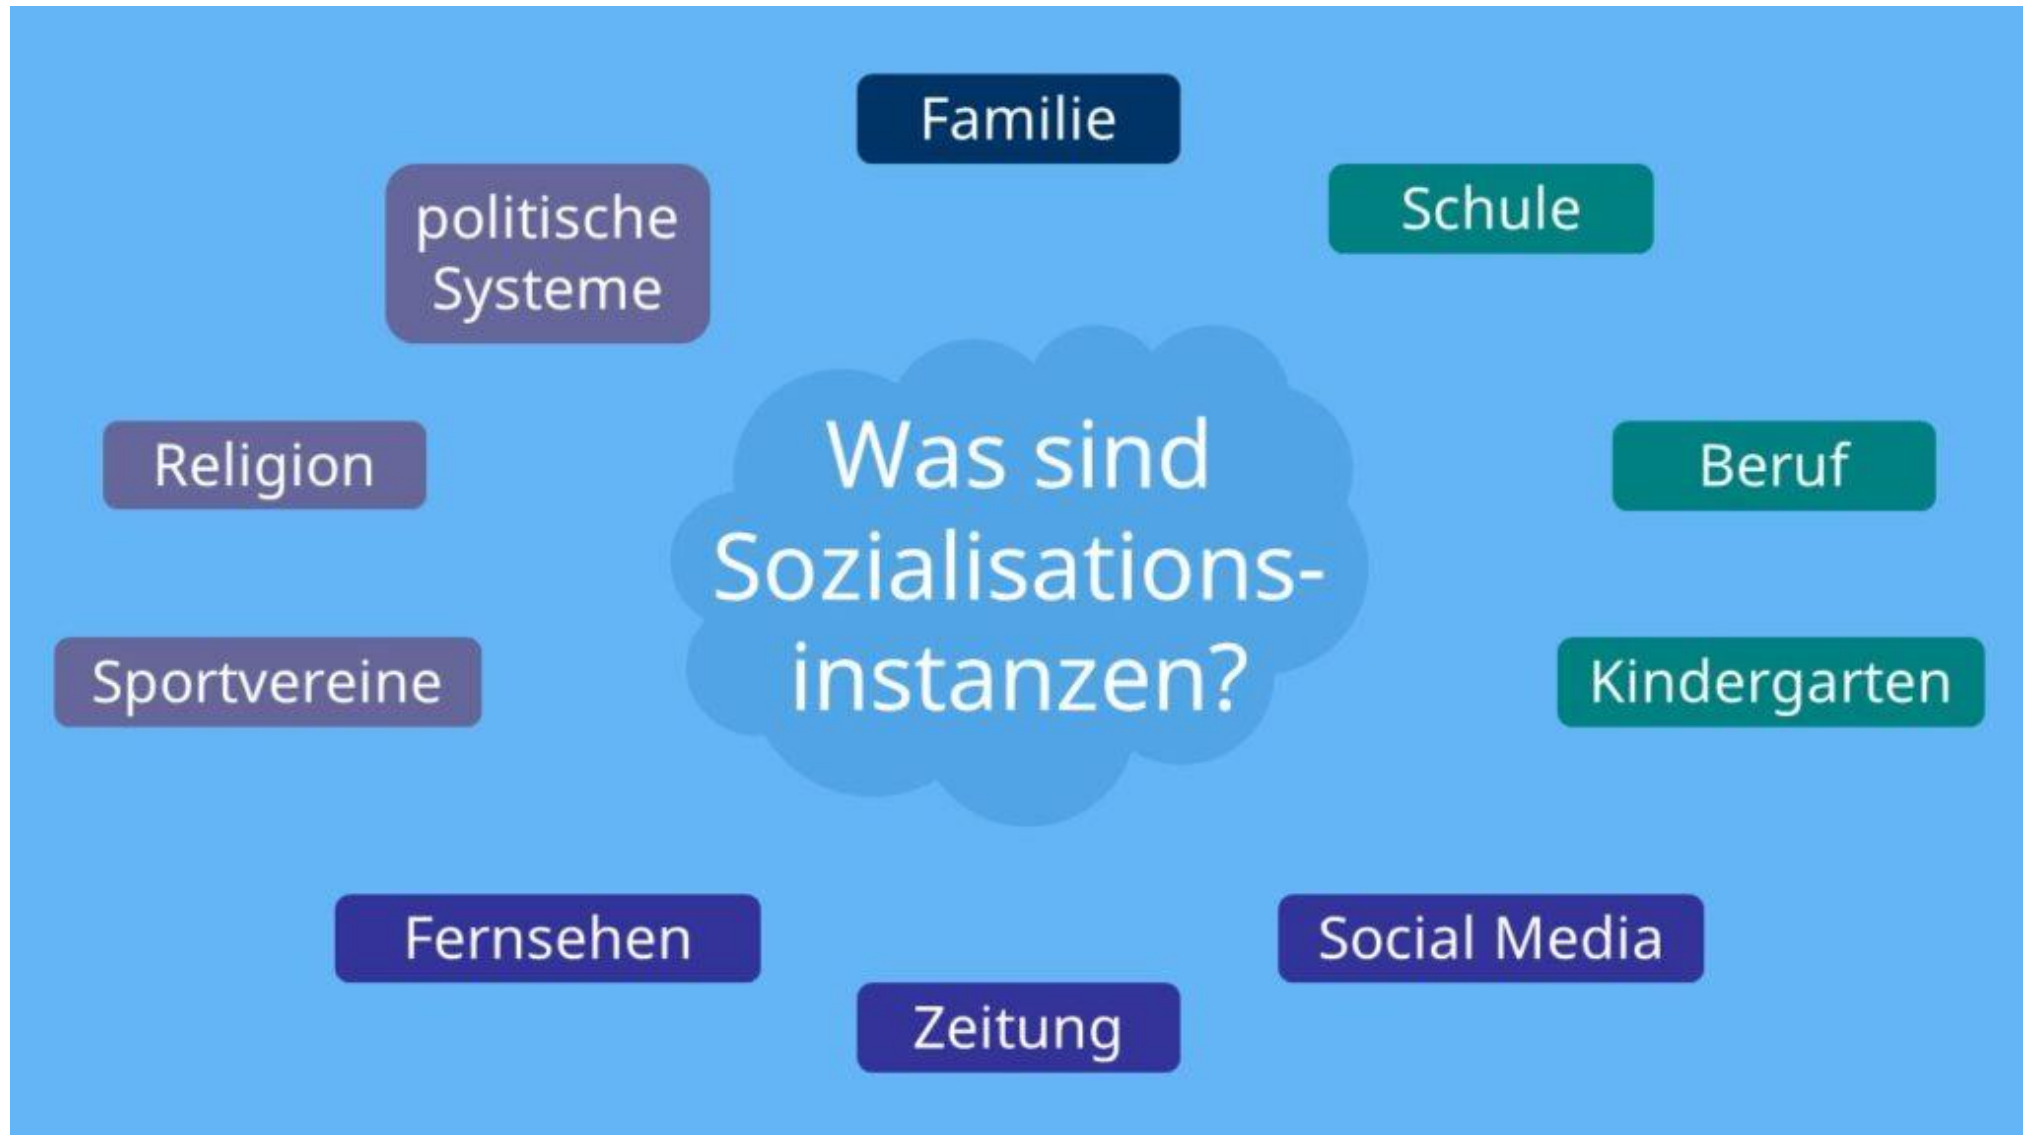 Familie
politische
Systeme
Schule
Religion
Was sind
Sozialisations-
instanzen?
Beruf
Sportvereine
Kindergarten
Fernsehen
Social Media
Zeitung